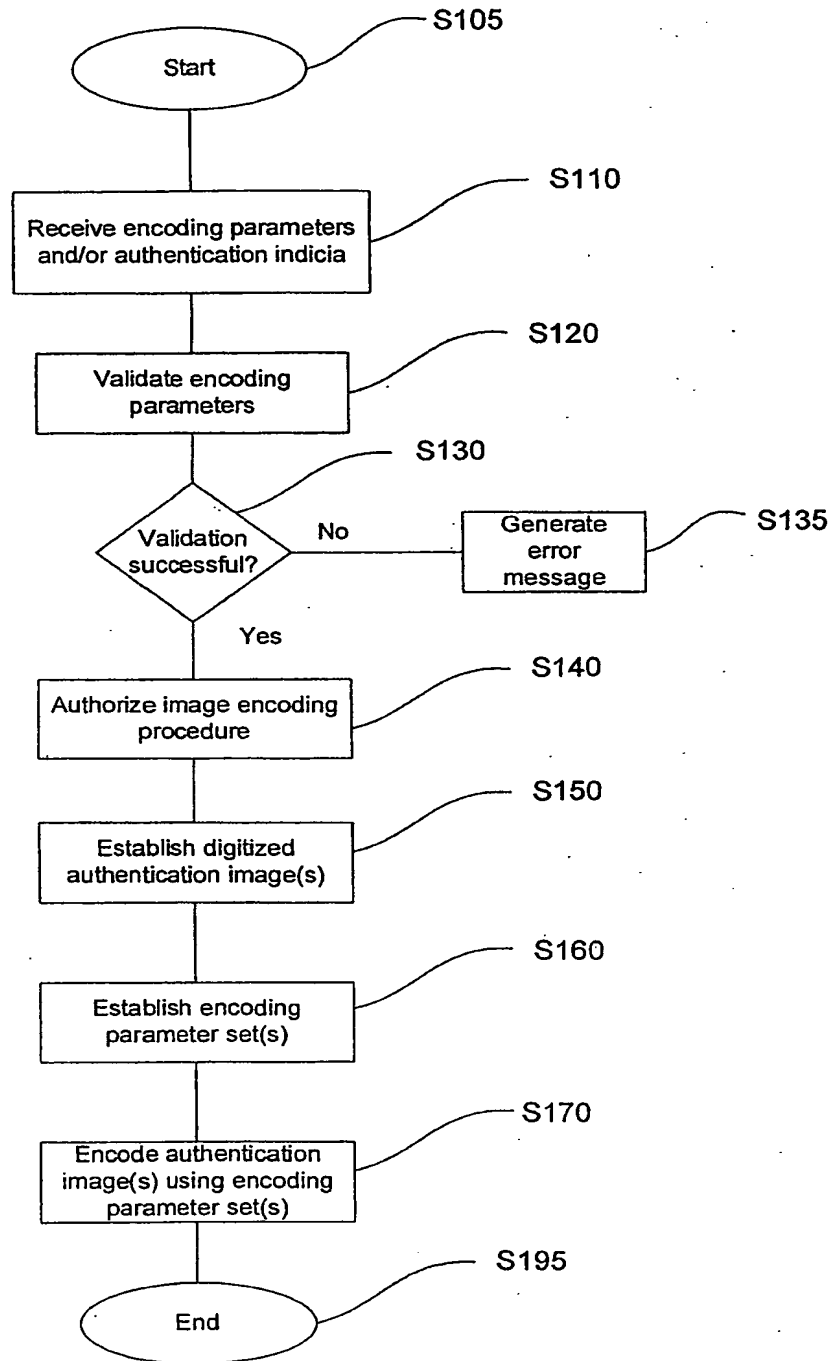 S105
Start
S110
Receive encoding parameters
and/or authentication indicia
S120
Validate encoding
parameters
S130
Validation
successful?
No
Generate
error
message
S135
Yes
S140
Authorize image encoding
procedure
S150
Establish digitized
authentication image(s)
S160
Establish encoding
parameter set(s)
S170
Encode authentication
image(s) using encoding
parameter set(s)
S195
End